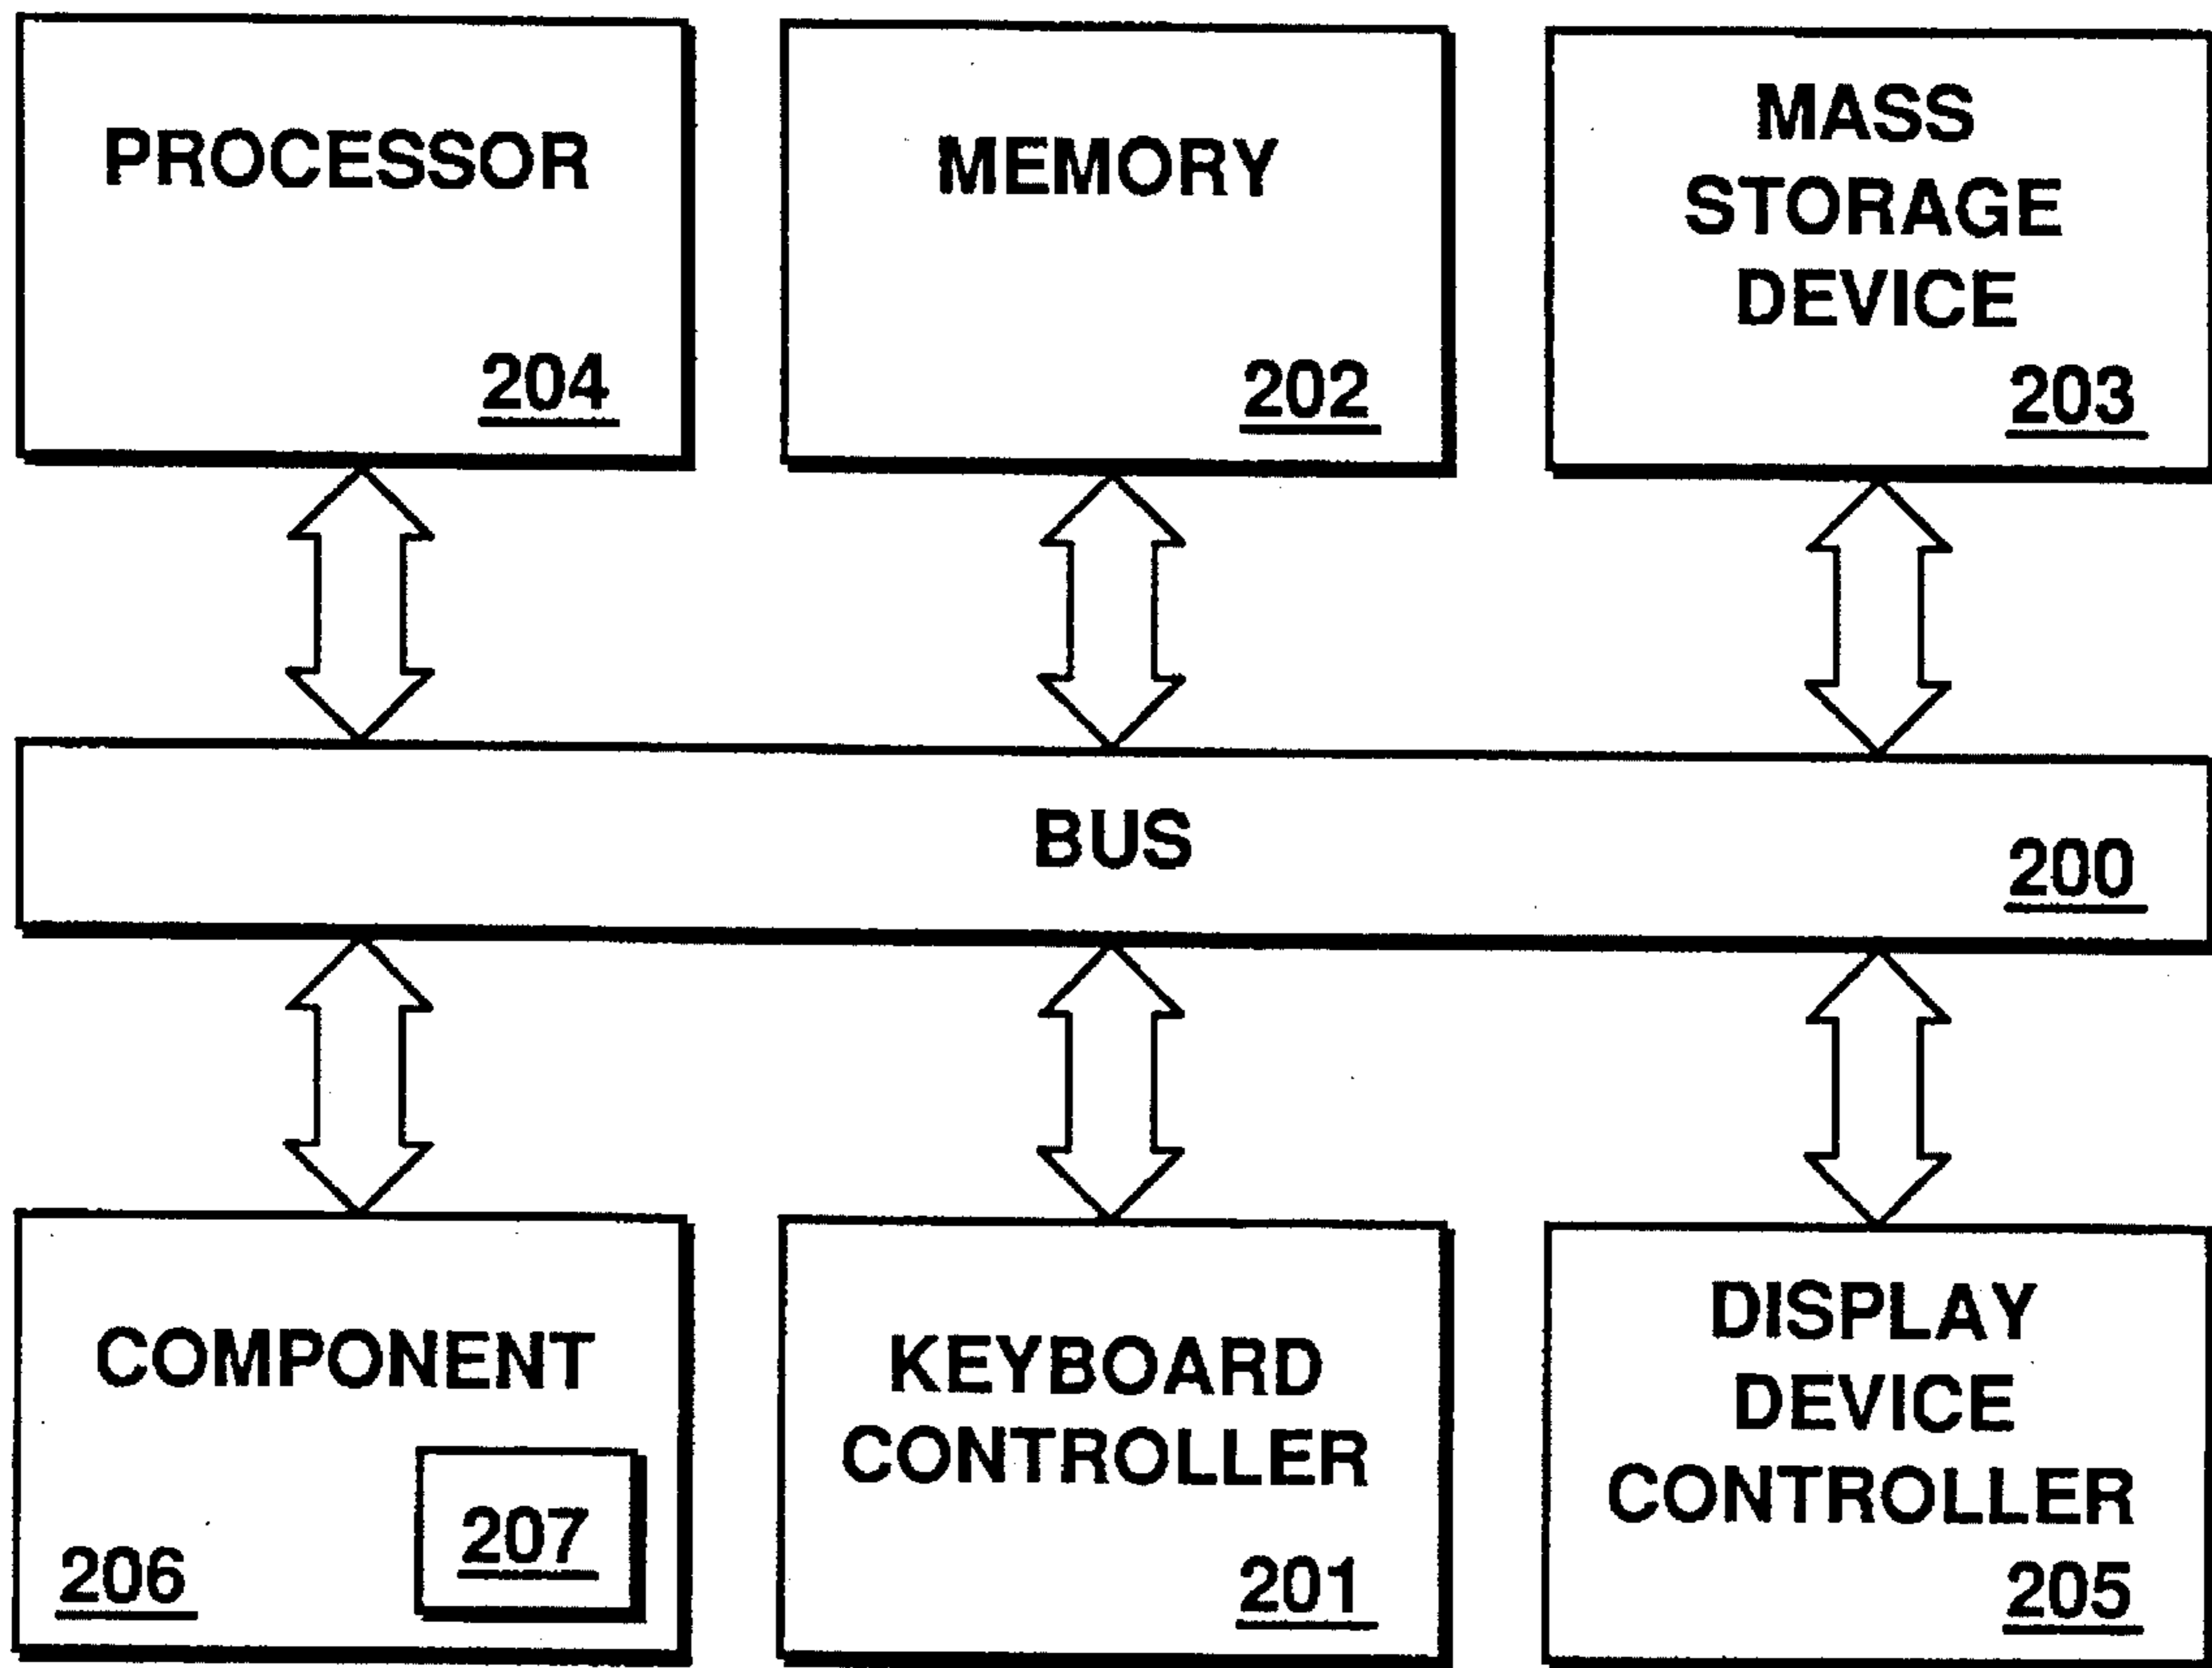 PROCESSOR
204
MEMORY
202
MASS
STORAGE
DEVICE
203
BUS
200
COMPONENT
207
206
KEYBOARD
CONTROLLER
201
DISPLAY
DEVICE
CONTROLLER
205